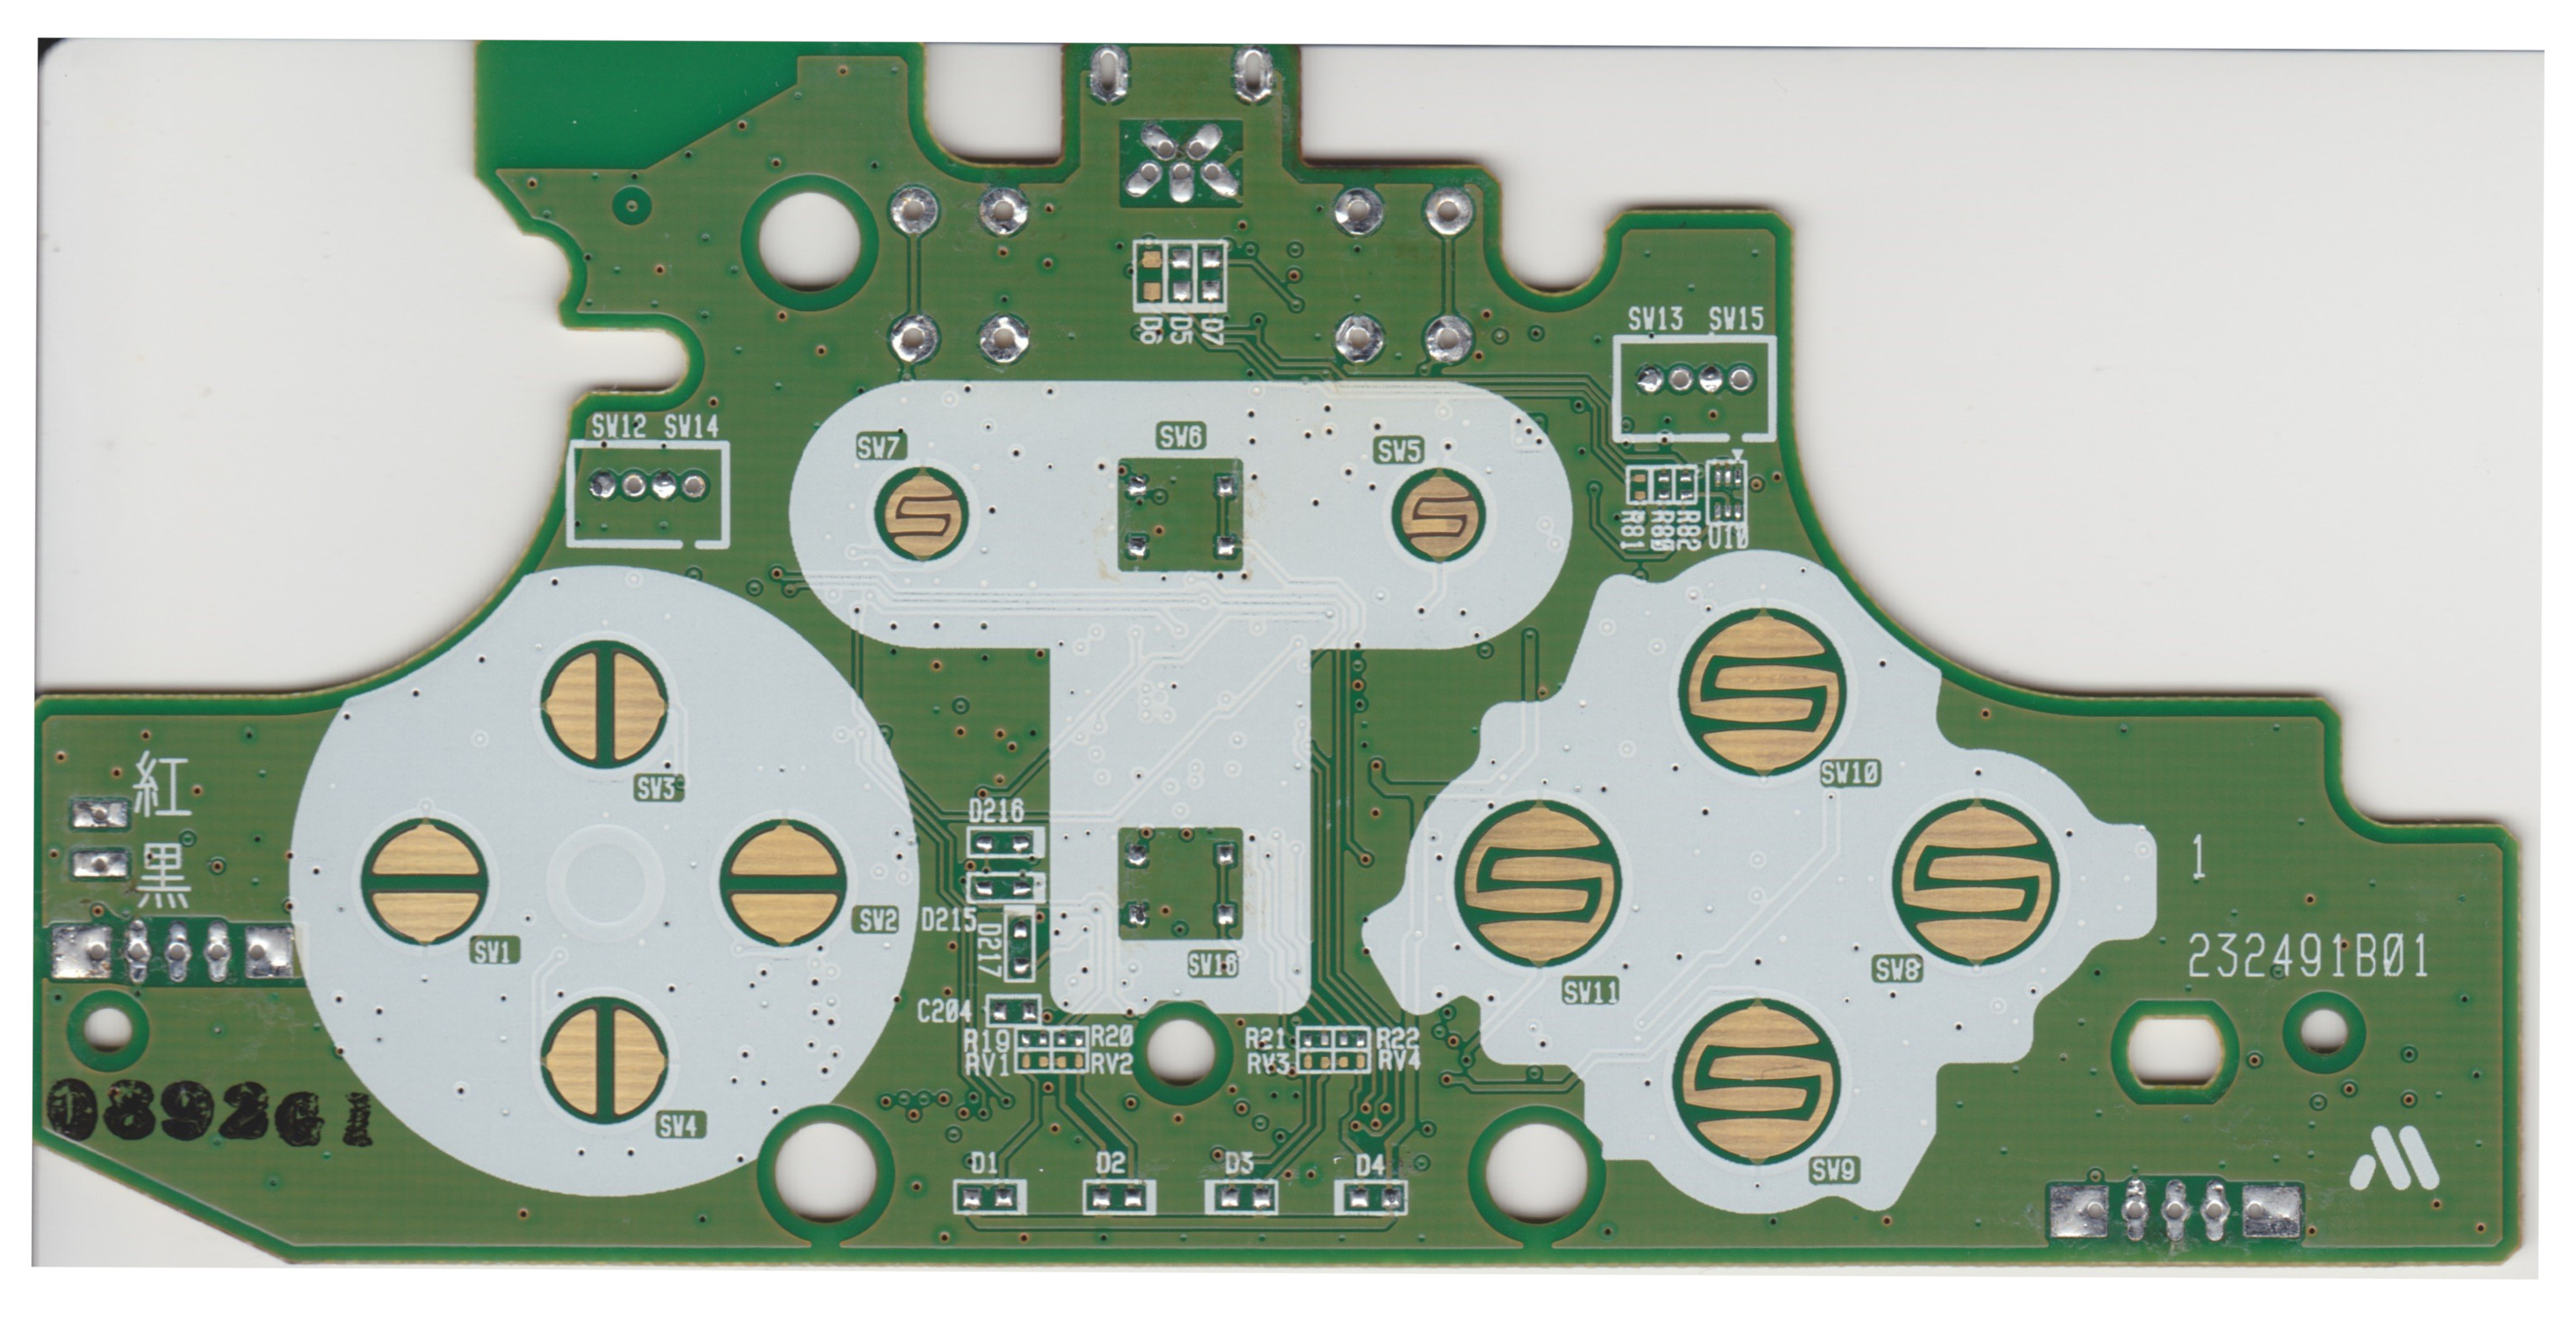 D6 D5 D7
SW13 SW15
SW12 SW14
SW7 SW6 SW5
R81 R80 R82 U10
SW3
SW10
紅
黒
D216
1
SW1 SW2 D215
D217
SW16
SW11 SW8
232491B01
C204
R19 R20 R21 R22
RV1 RV2 RV3 RV4
0892G1
SW4
D1 D2 D3 D4
SW9